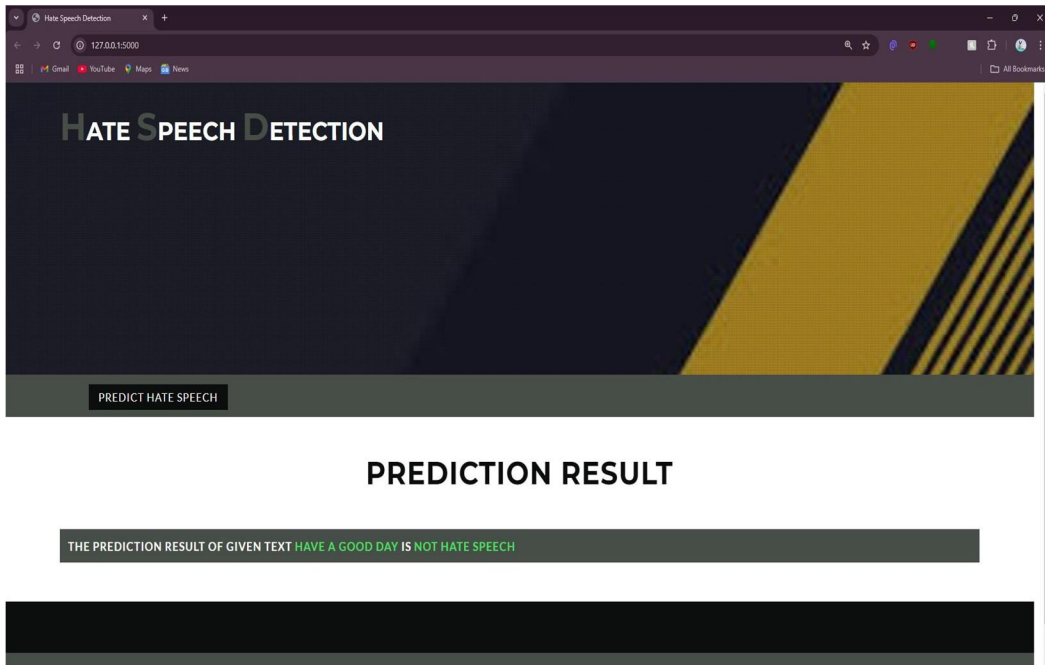 Hate Speech Detection
127.0.0.1:5000
Gmail YouTube Maps News All Bookmarks
HATE SPEECH DETECTION
PREDICT HATE SPEECH
PREDICTION RESULT
THE PREDICTION RESULT OF GIVEN TEXT HAVE A GOOD DAY IS NOT HATE SPEECH